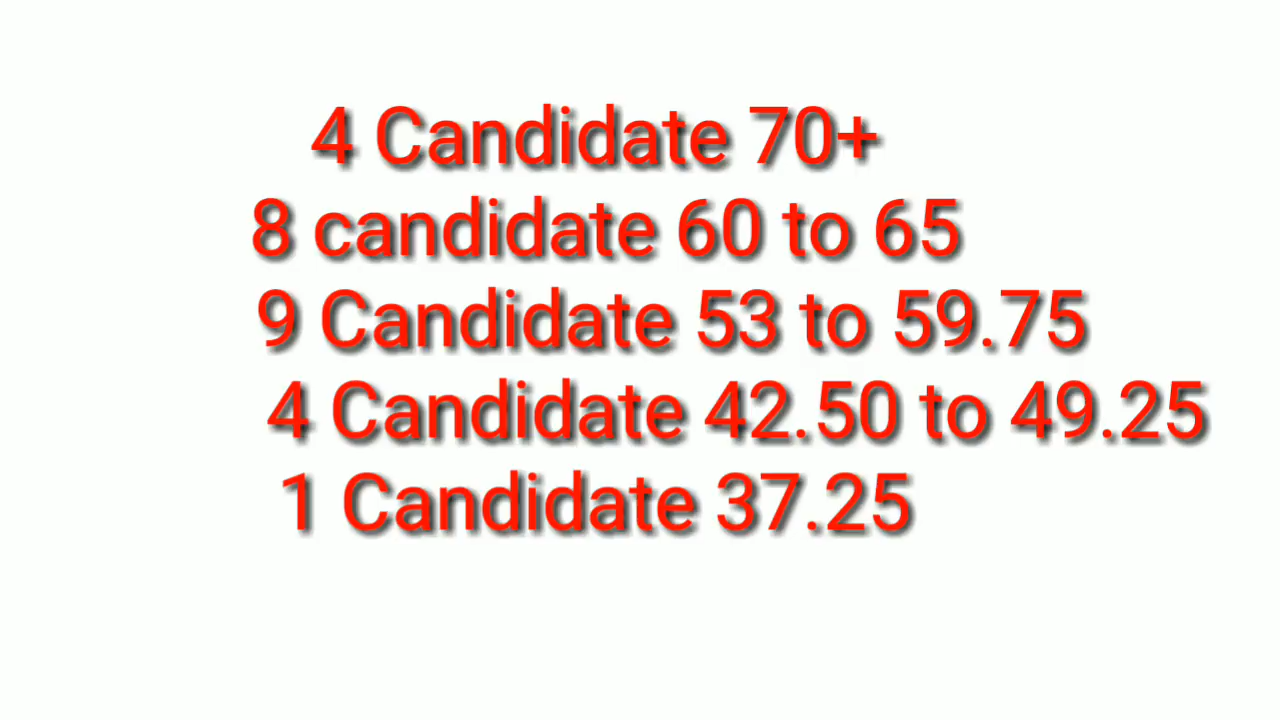 4 Candidate 70+
8 candidate 60 to 65
9 Candidate 53 to 59.75
4 Candidate 42.50 to 49.25
1 Candidate 37.25